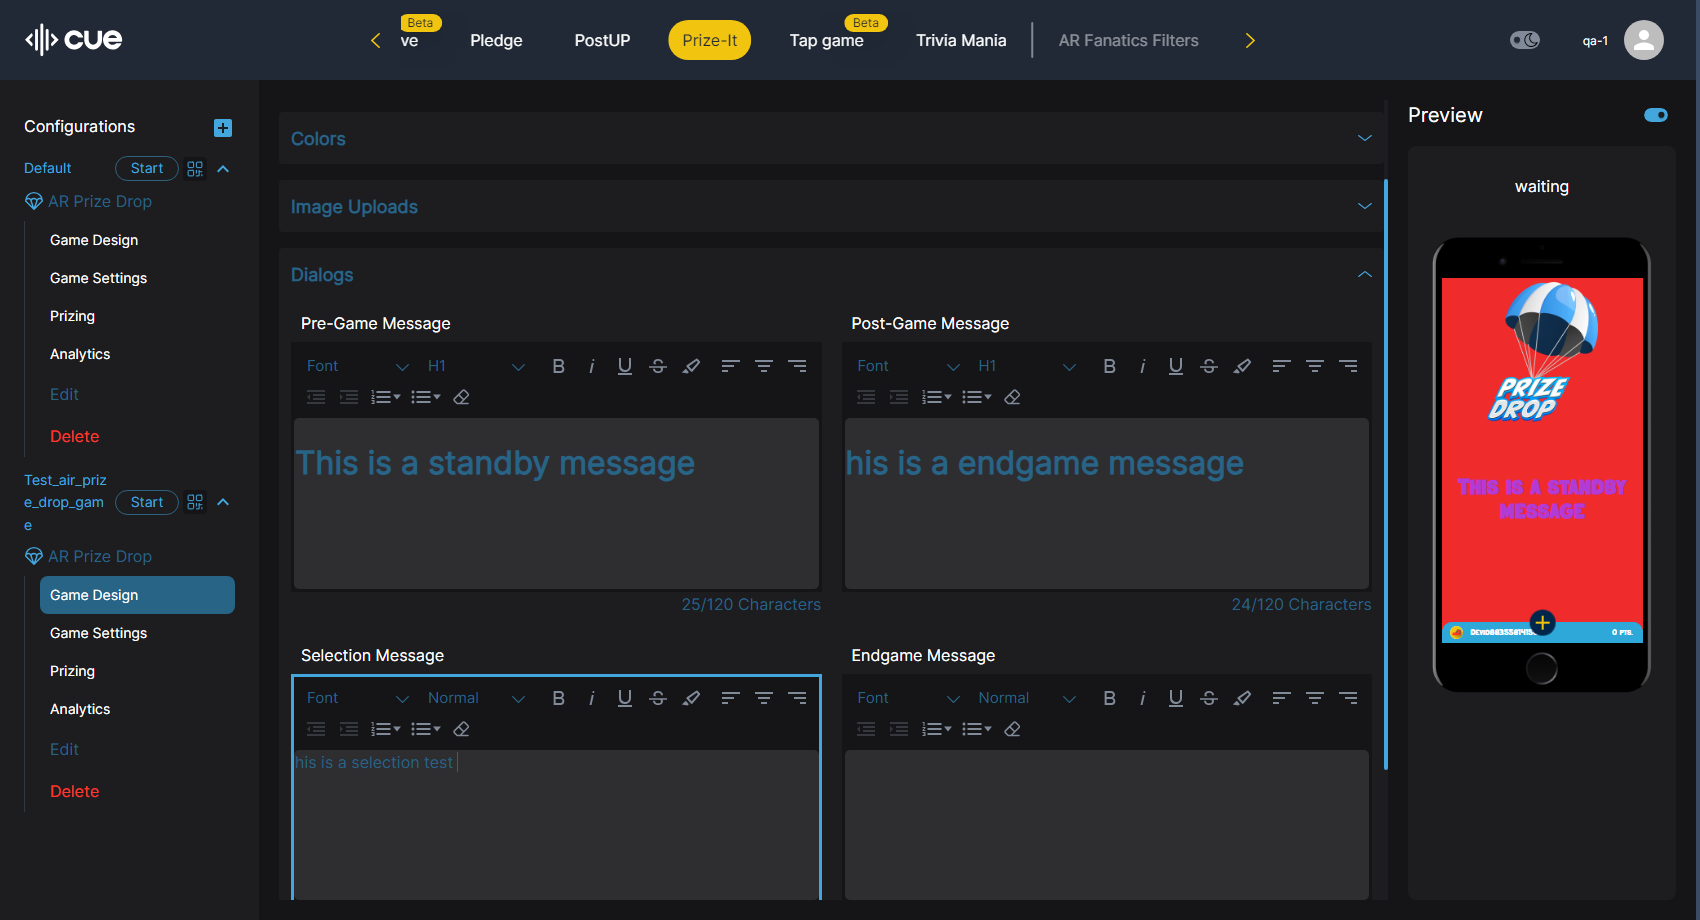 cue
Beta
ve
Pledge
PostUP
Prize-It
Beta
Tap game
Trivia Mania
AR Fanatics Filters
qa-1
Configurations
Default
Start
AR Prize Drop
Game Design
Game Settings
Prizing
Analytics
Edit
Delete
Test_air_priz
e_drop_gam
e
Start
AR Prize Drop
Game Design
Game Settings
Prizing
Analytics
Edit
Delete
Colors
Image Uploads
Dialogs
Pre-Game Message
Font
H1
B
i
U
S
This is a standby message
25/120 Characters
Post-Game Message
Font
H1
B
i
U
S
his is a endgame message
24/120 Characters
Selection Message
Font
Normal
B
i
U
S
his is a selection test
Endgame Message
Font
Normal
B
i
U
S
Preview
waiting
PRIZE
DROP
THIS IS A STANDBY
MESSAGE
0 PTS.